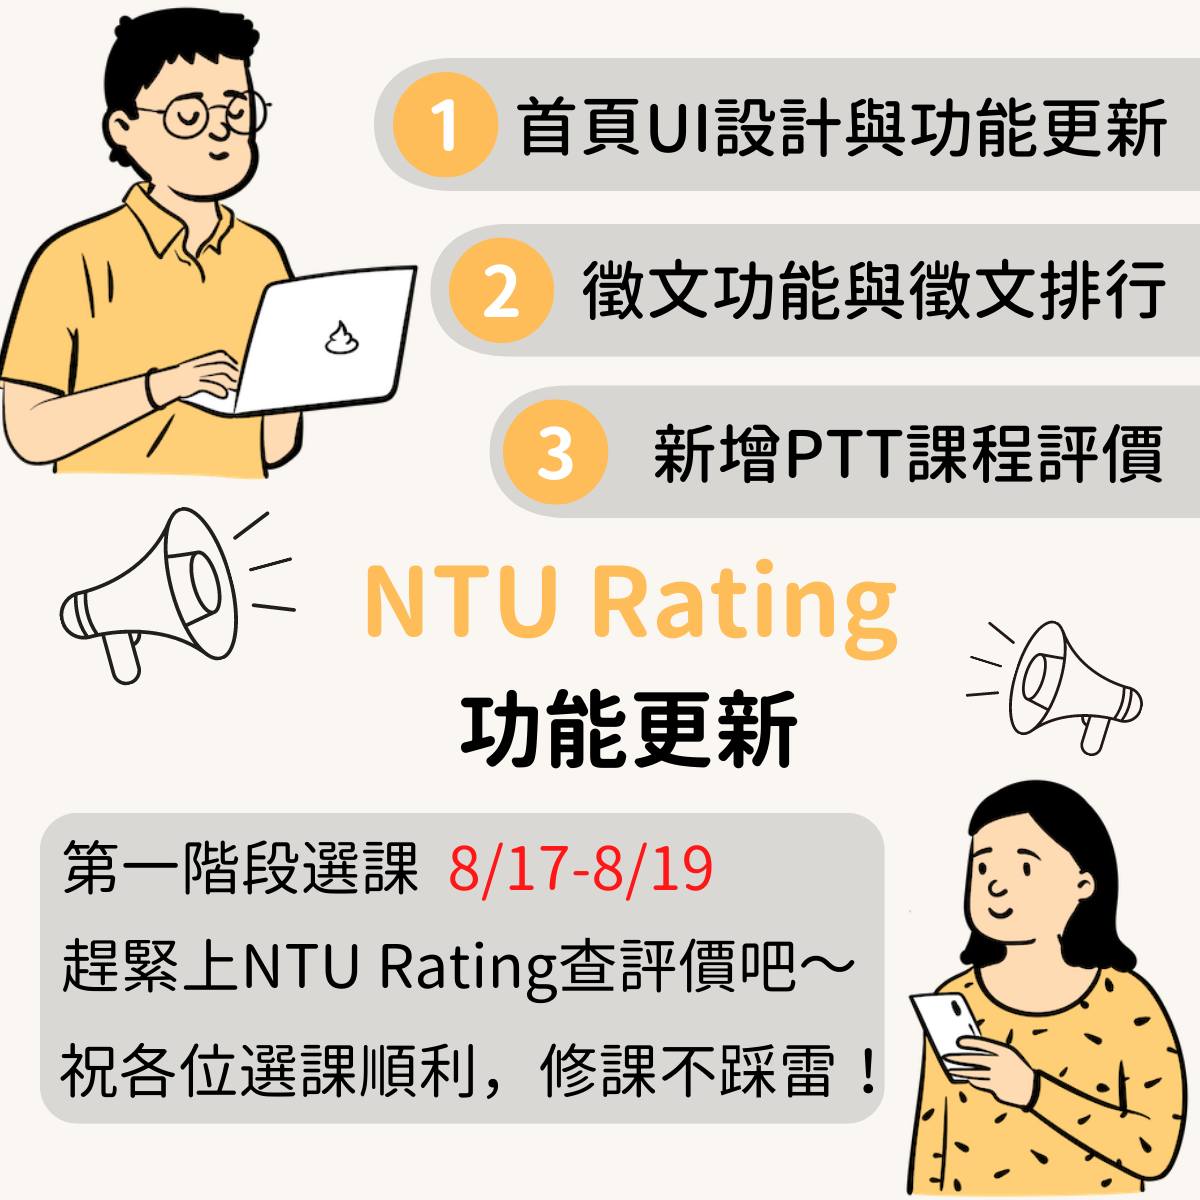 1 首頁UI設計與功能更新
2 徵文功能與徵文排行
3 新增PTT課程評價
NTU Rating
功能更新
第一階段選課 8/17-8/19
趕緊上NTU Rating查評價吧～
祝各位選課順利，修課不踩雷！